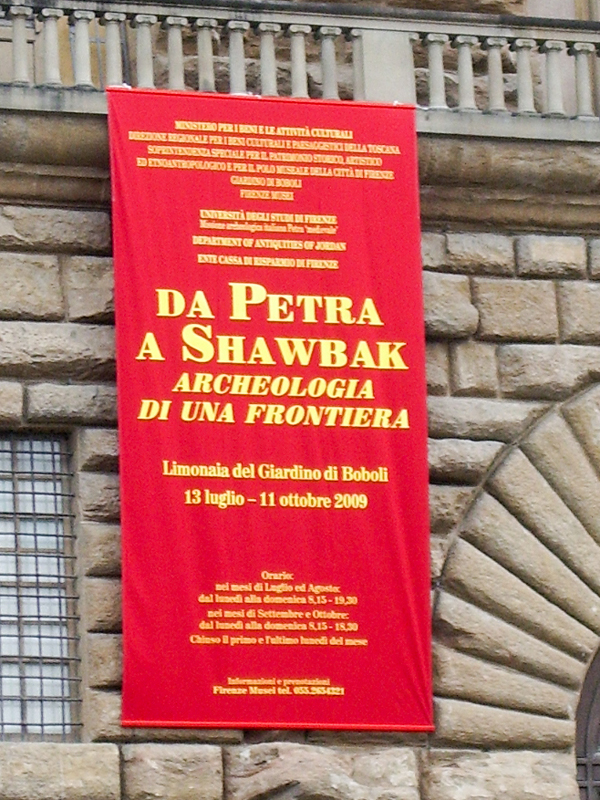 MINISTERO PER I BENI E LE ATTIVITÀ CULTURALI
DIREZIONE REGIONALE PER I BENI CULTURALI E PAESAGGISTICI DELLA TOSCANA
SOPRINTENDENZA SPECIALE PER IL PATRIMONIO STORICO, ARTISTICO
ED ETNOANTROPOLOGICO E PER IL POLO MUSEALE DELLA CITTÀ DI FIRENZE
GIARDINO DI BOBOLI
FIRENZE MUSEI
UNIVERSITÀ DEGLI STUDI DI FIRENZE
Missione archeologica italiana Petra 'medievale'
DEPARTMENT OF ANTIQUITIES OF JORDAN
ENTE CASSA DI RISPARMIO DI FIRENZE
DA PETRA
A SHAWBAK
ARCHEOLOGIA
DI UNA FRONTIERA
Limonaia del Giardino di Boboli
13 luglio – 11 ottobre 2009
Orario:
nei mesi di Luglio ed Agosto:
dal lunedì alla domenica 8,15 - 19,30
nei mesi di Settembre e Ottobre:
dal lunedì alla domenica 8,15 - 18,30
Chiuso il primo e l'ultimo lunedì del mese
Informazioni e prenotazioni
Firenze Musei tel. 055.2654321